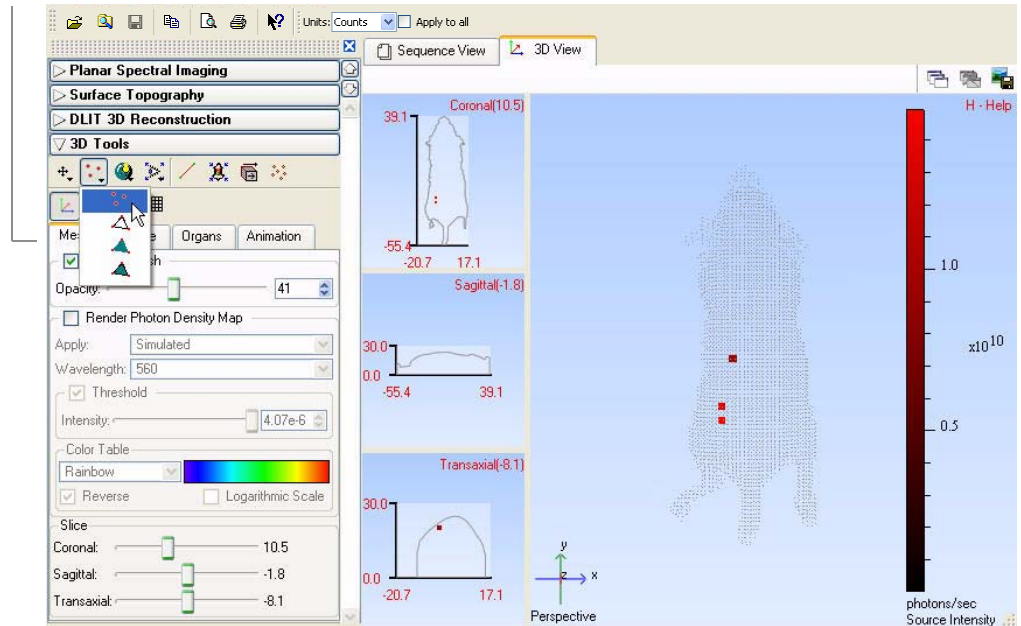 Units: Counts Apply to all
Sequence View 3D View
Planar Spectral Imaging
Surface Topography
DLIT 3D Reconstruction
3D Tools
Organs Animation
Opacity: 41
Render Photon Density Map
Apply: Simulated
Wavelength: 560
Threshold
Intensity: 4.07e-6
Color Table
Rainbow
Reverse Logarithmic Scale
Slice
Coronal: 10.5
Sagittal: -1.8
Transaxial: -8.1
Coronal(10.5)
39.1
-55.4
-20.7 17.1
Sagittal(-1.8)
30.0
0.0
-55.4 39.1
Transaxial(-8.1)
30.0
0.0
-20.7 17.1
H - Help
1.0
x10^10
0.5
y
z x
Perspective
photons/sec
Source Intensity